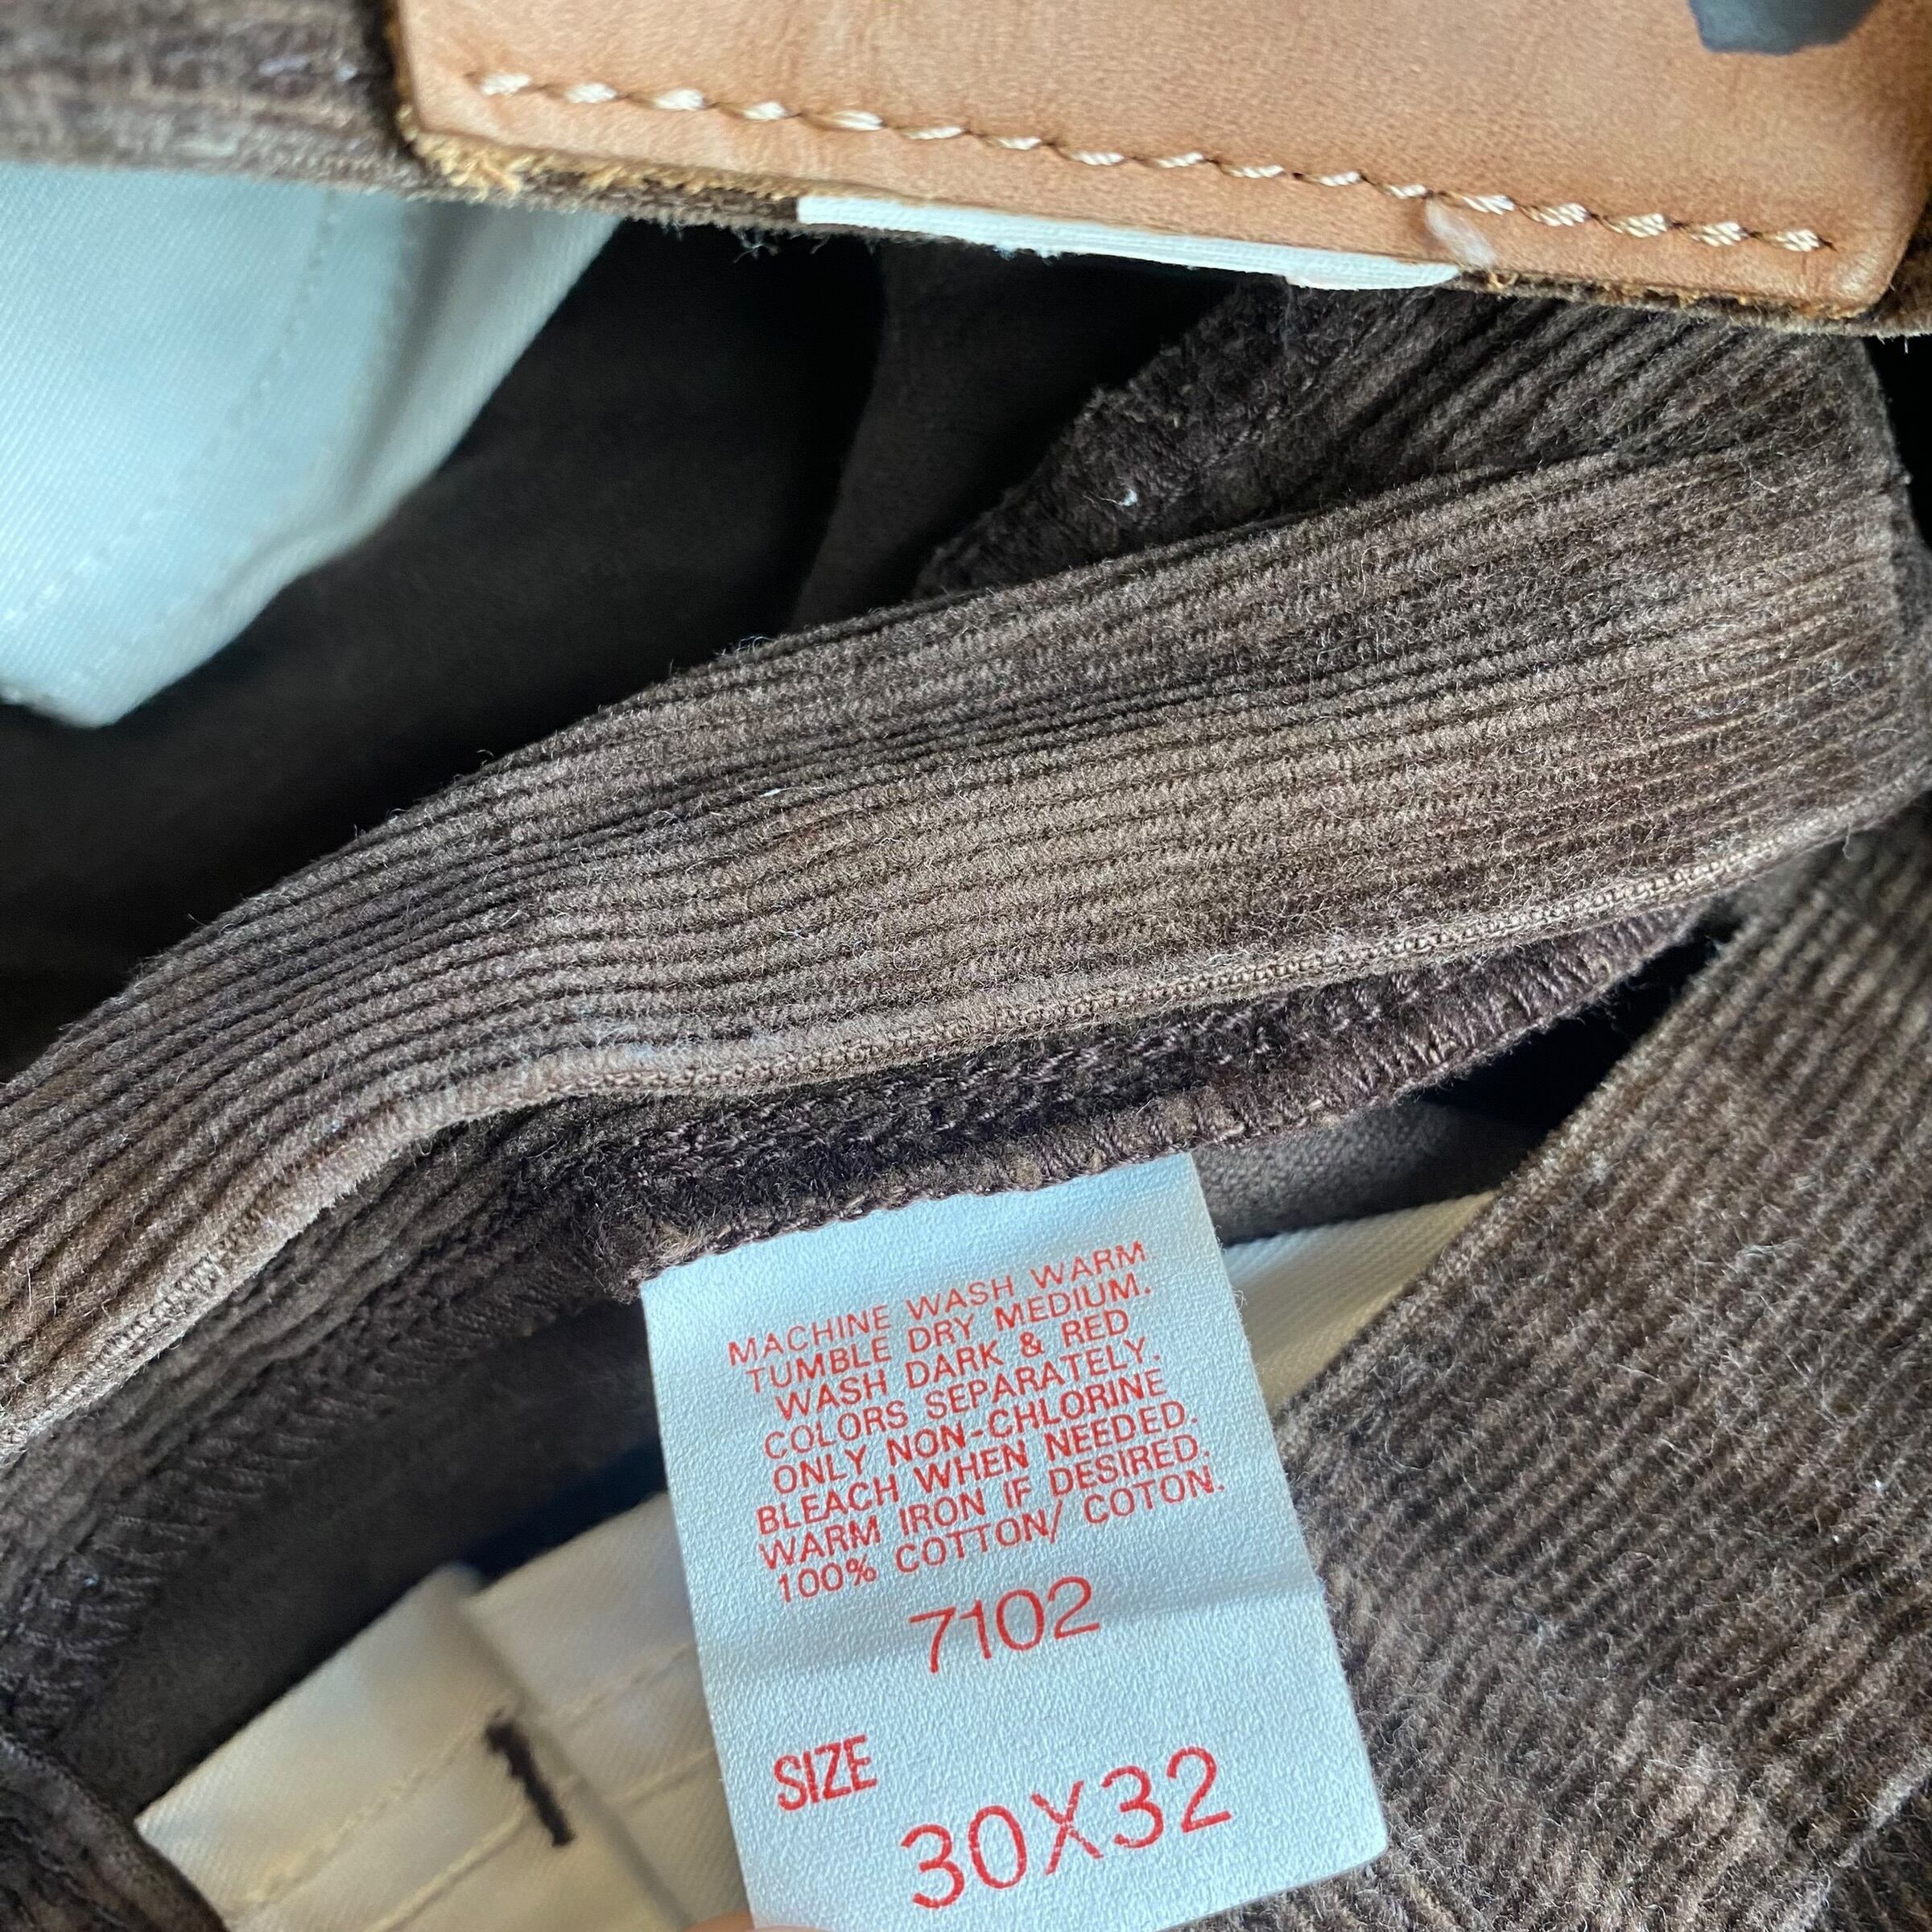 MACHINE WASH WARM
TUMBLE DRY MEDIUM.
WASH DARK & RED
COLORS SEPARATELY.
ONLY NON-CHLORINE
BLEACH WHEN NEEDED.
WARM IRON IF DESIRED.
100% COTTON/ COTON.
7102
SIZE
30X32